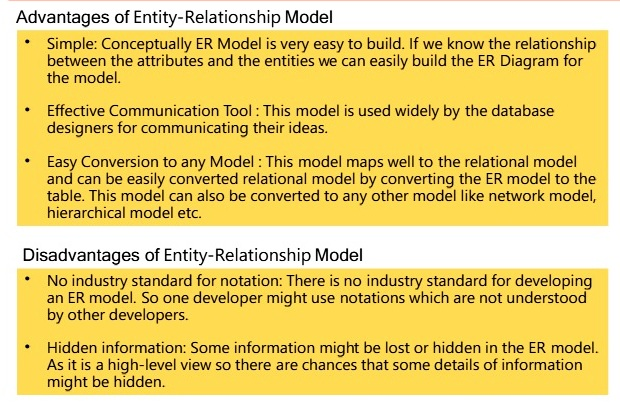 Advantages of Entity-Relationship Model
• Simple: Conceptually ER Model is very easy to build. If we know the relationship
between the attributes and the entities we can easily build the ER Diagram for
the model.
• Effective Communication Tool : This model is used widely by the database
designers for communicating their ideas.
• Easy Conversion to any Model : This model maps well to the relational model
and can be easily converted relational model by converting the ER model to the
table. This model can also be converted to any other model like network model,
hierarchical model etc.
Disadvantages of Entity-Relationship Model
• No industry standard for notation: There is no industry standard for developing
an ER model. So one developer might use notations which are not understood
by other developers.
• Hidden information: Some information might be lost or hidden in the ER model.
As it is a high-level view so there are chances that some details of information
might be hidden.